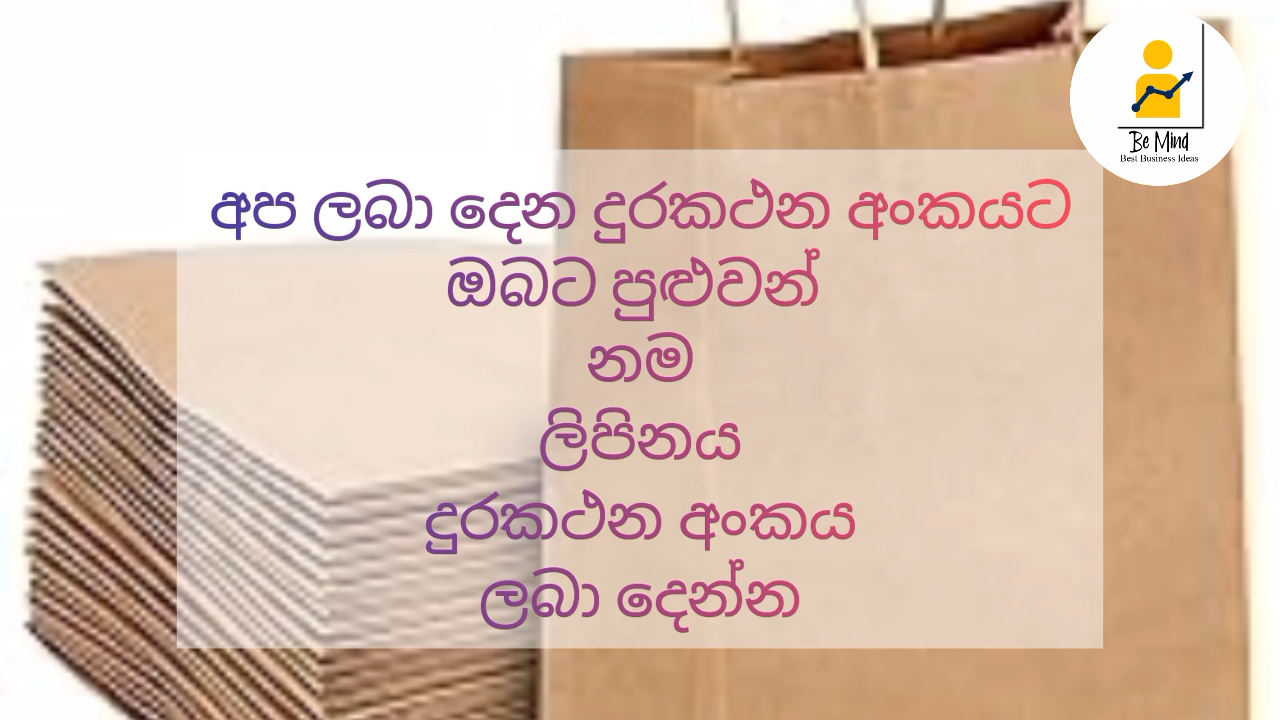 Be Mind
Best Business Ideas
අප ලබා දෙන දුරකථන අංකයට
ඔබට පුළුවන්
නම
ලිපිනය
දුරකථන අංකය
ලබා දෙන්න